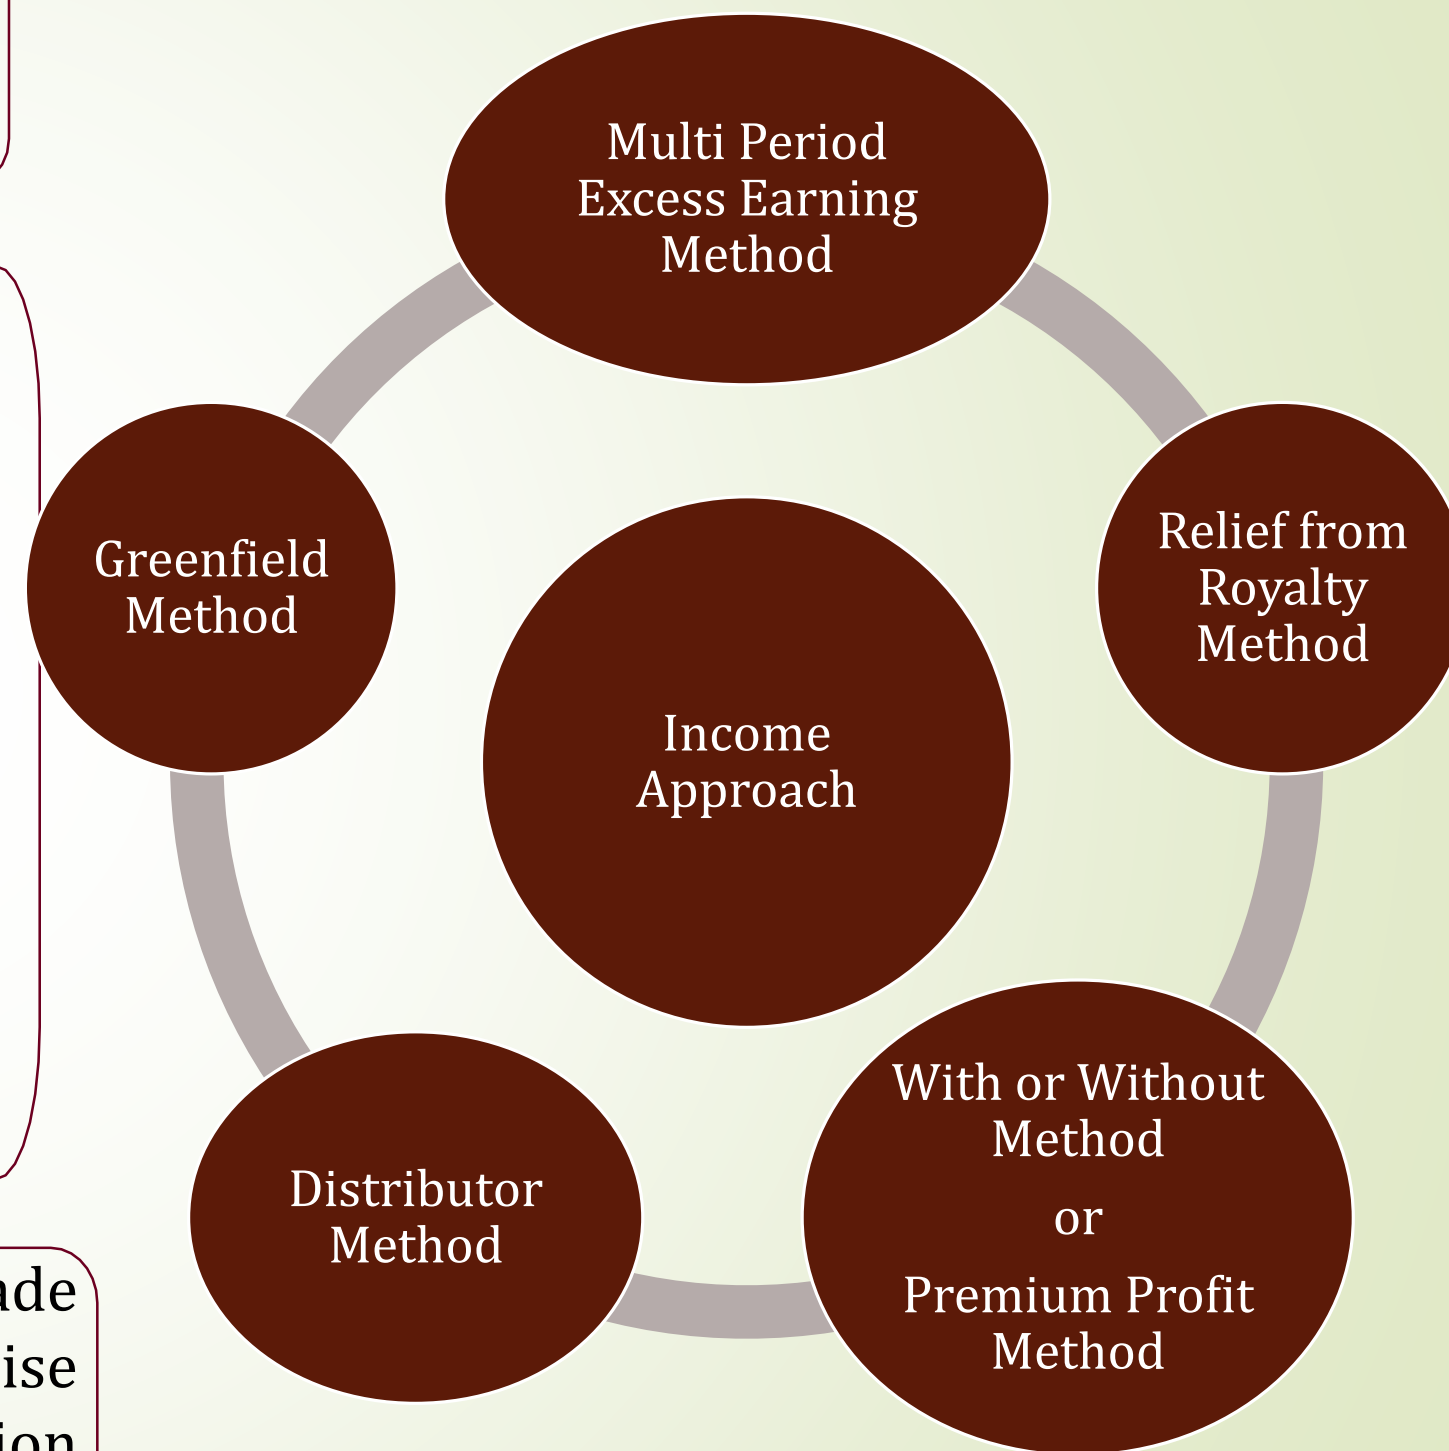 Multi Period
Excess Earning
Method
Relief from
Royalty
Method
With or Without
Method
or
Premium Profit
Method
Distributor
Method
Greenfield
Method
Income
Approach